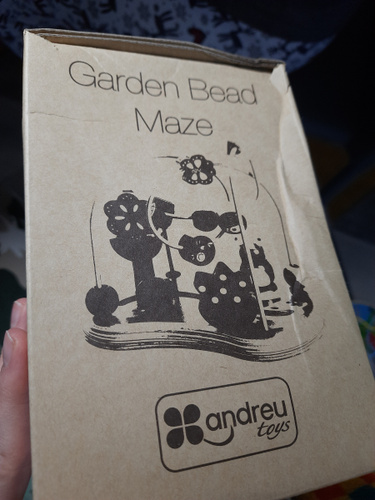 Garden Bead
Maze
andreu
toys